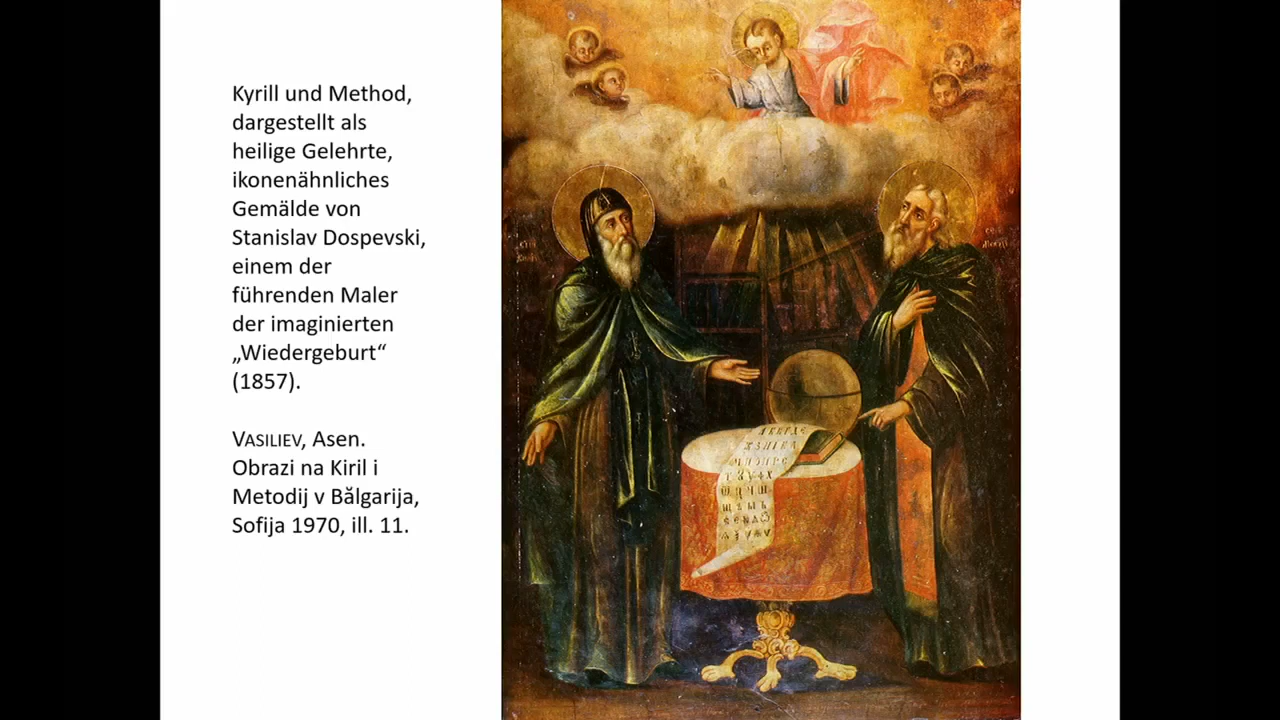 Kyrill und Method,
dargestellt als
heilige Gelehrte,
ikonenähnliches
Gemälde von
Stanislav Dospevski,
einem der
führenden Maler
der imaginierten
„Wiedergeburt“
(1857).
VASILIEV, Asen.
Obrazi na Kiril i
Metodij v Bălgarija,
Sofija 1970, ill. 11.